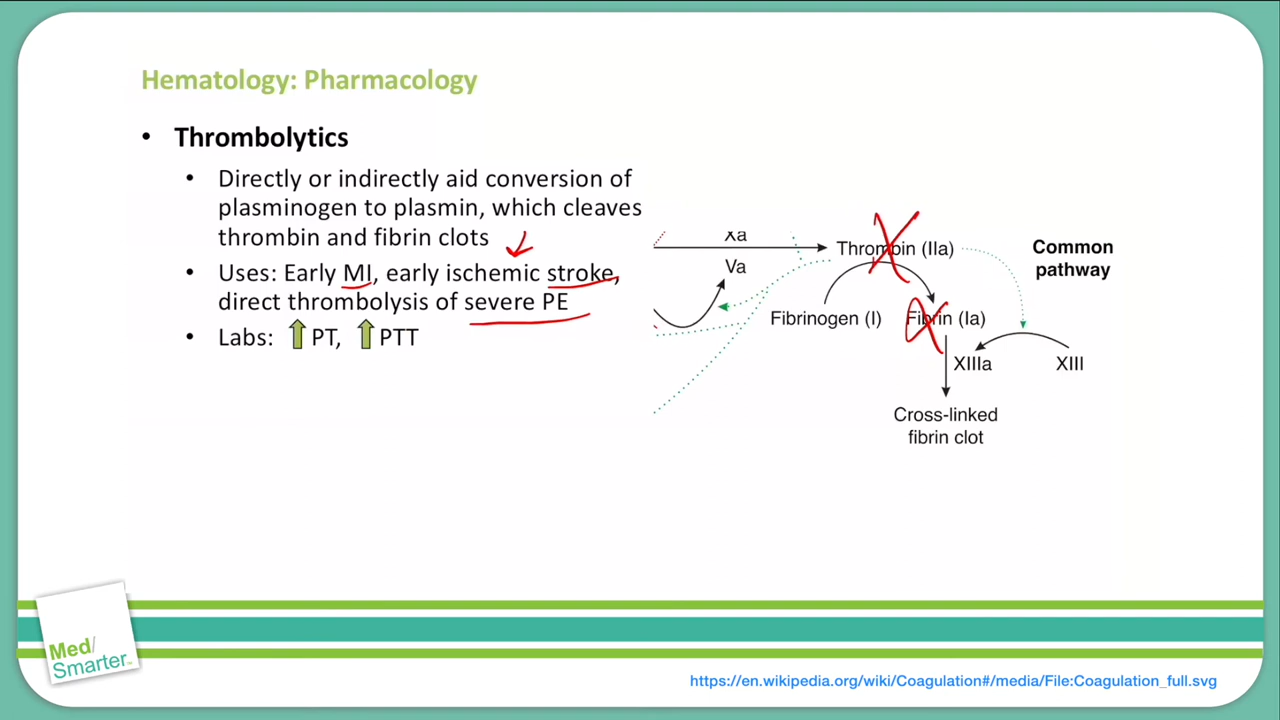 Hematology: Pharmacology
• Thrombolytics
• Directly or indirectly aid conversion of
plasminogen to plasmin, which cleaves
thrombin and fibrin clots
• Uses: Early MI, early ischemic stroke,
direct thrombolysis of severe PE
• Labs: ⬆PT, ⬆PTT
Xa
Va
Thrombin (IIa)
Common
pathway
Fibrinogen (I)
Fibrin (Ia)
XIIIa
XIII
Cross-linked
fibrin clot
Med/
Smarter
https://en.wikipedia.org/wiki/Coagulation#/media/File:Coagulation_full.svg